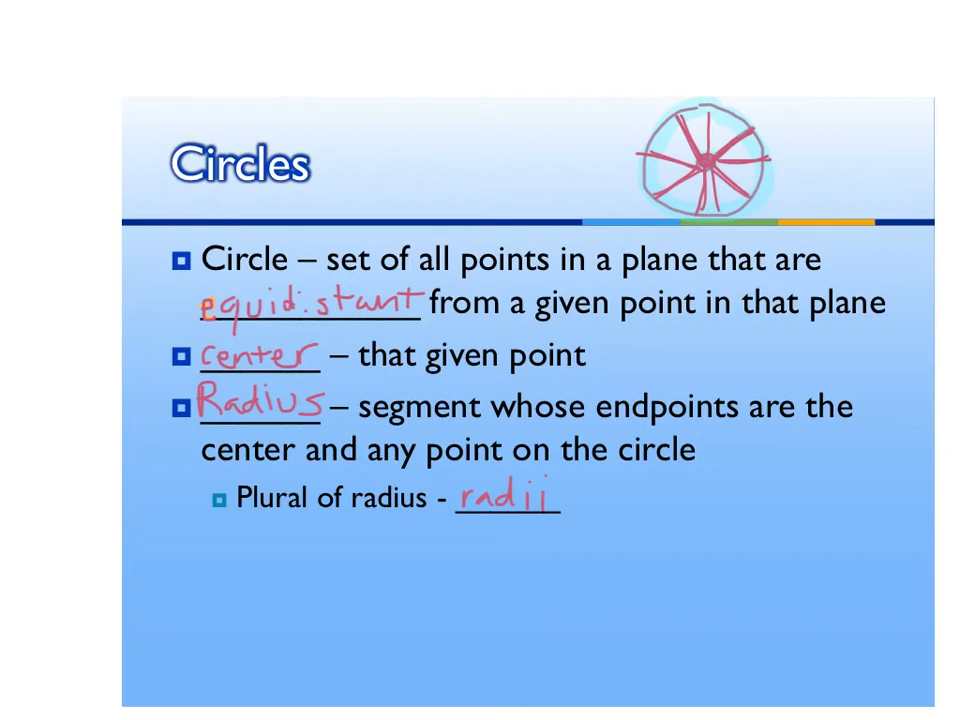 Circles
Circle – set of all points in a plane that are
equidistant from a given point in that plane
center – that given point
Radius – segment whose endpoints are the
center and any point on the circle
Plural of radius - radii